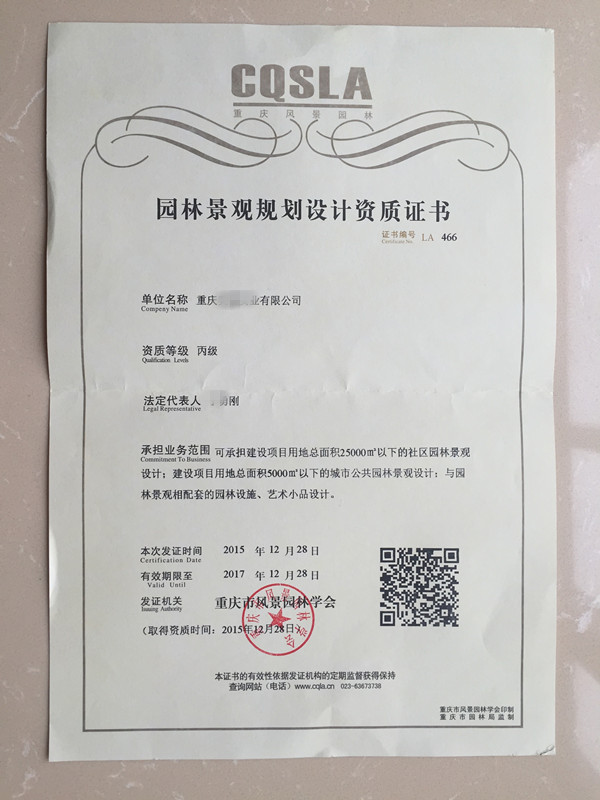 CQSLA
重庆风景园林
园林景观规划设计资质证书
证书编号 LA 466
Certificate No.
单位名称 重庆 业有限公司
Compeny Name
资质等级 丙级
Qualification Levels
法定代表人 刚
Legal Representative
承担业务范围 可承担建设项目用地总面积25000㎡以下的社区园林景观
Commitment To Business
设计；建设项目用地总面积5000㎡以下的城市公共园林景观设计；与园
林景观相配套的园林设施、艺术小品设计。
本次发证时间 2015 年 12 月 28 日
Certification Date
有效期限至 2017 年 12 月 28 日
Valid Until
发证机关 重庆市风景园林学会
Issuing Authority
(取得资质时间：2015年12月28日)
重庆市风景园林学会
本证书的有效性依据发证机构的定期监督获得保持
查询网站（电话）www.cqla.cn 023-63673738
重庆市风景园林学会印制
重庆市园林局监制